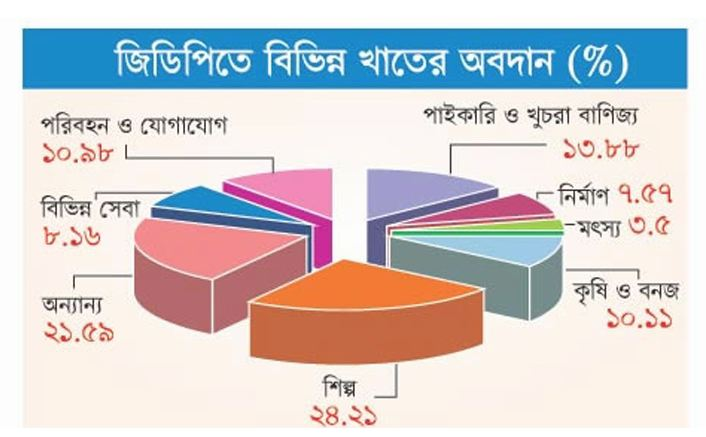 জিডিপিতে বিভিন্ন খাতের অবদান (%)
পরিবহন ও যোগাযোগ
১০.৯৮
পাইকারি ও খুচরা বাণিজ্য
১৩.৮৮
বিভিন্ন সেবা
৮.১৬
নির্মাণ ৭.৫৭
মৎস্য ৩.৫
অন্যান্য
২১.৫৯
কৃষি ও বনজ
১০.১১
শিল্প
২৪.২১